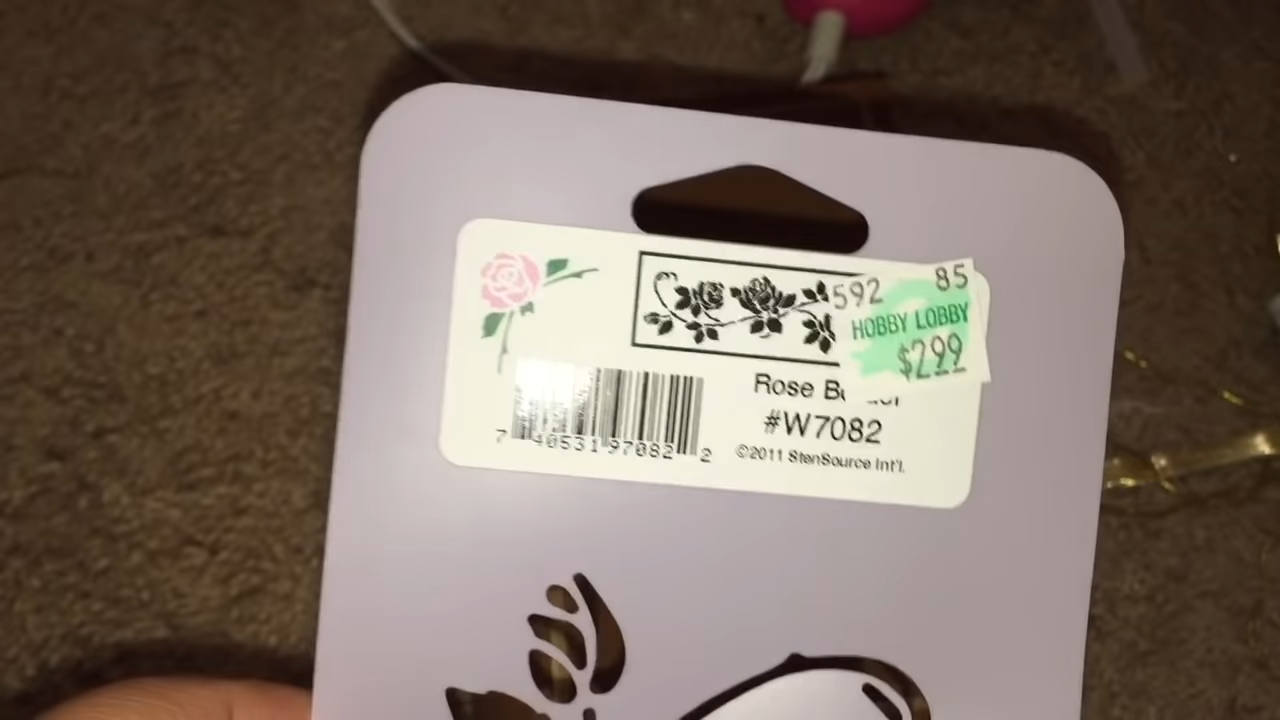 592 85
HOBBY LOBBY
$2.99
Rose
#W7082
©2011 StenSource Int'l.
7 40531 97082 2